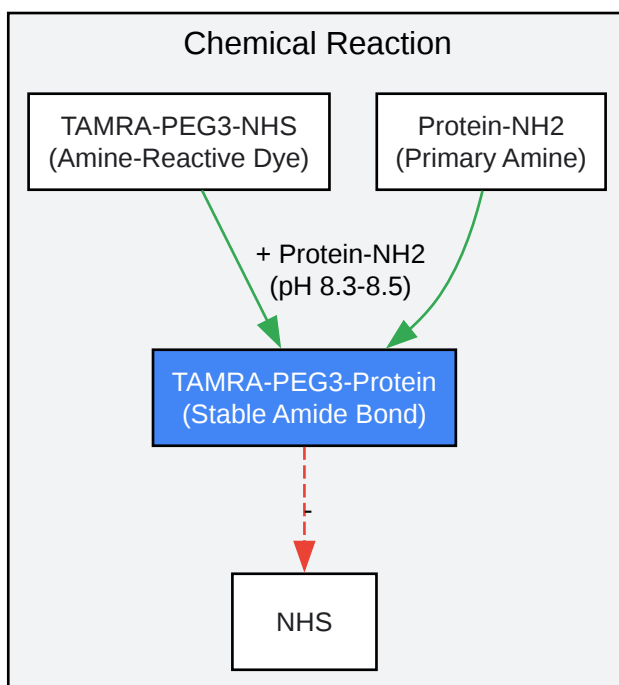 Chemical Reaction
TAMRA-PEG3-NHS
(Amine-Reactive Dye)
Protein-NH2
(Primary Amine)
+ Protein-NH2
(pH 8.3-8.5)
TAMRA-PEG3-Protein
(Stable Amide Bond)
-
NHS